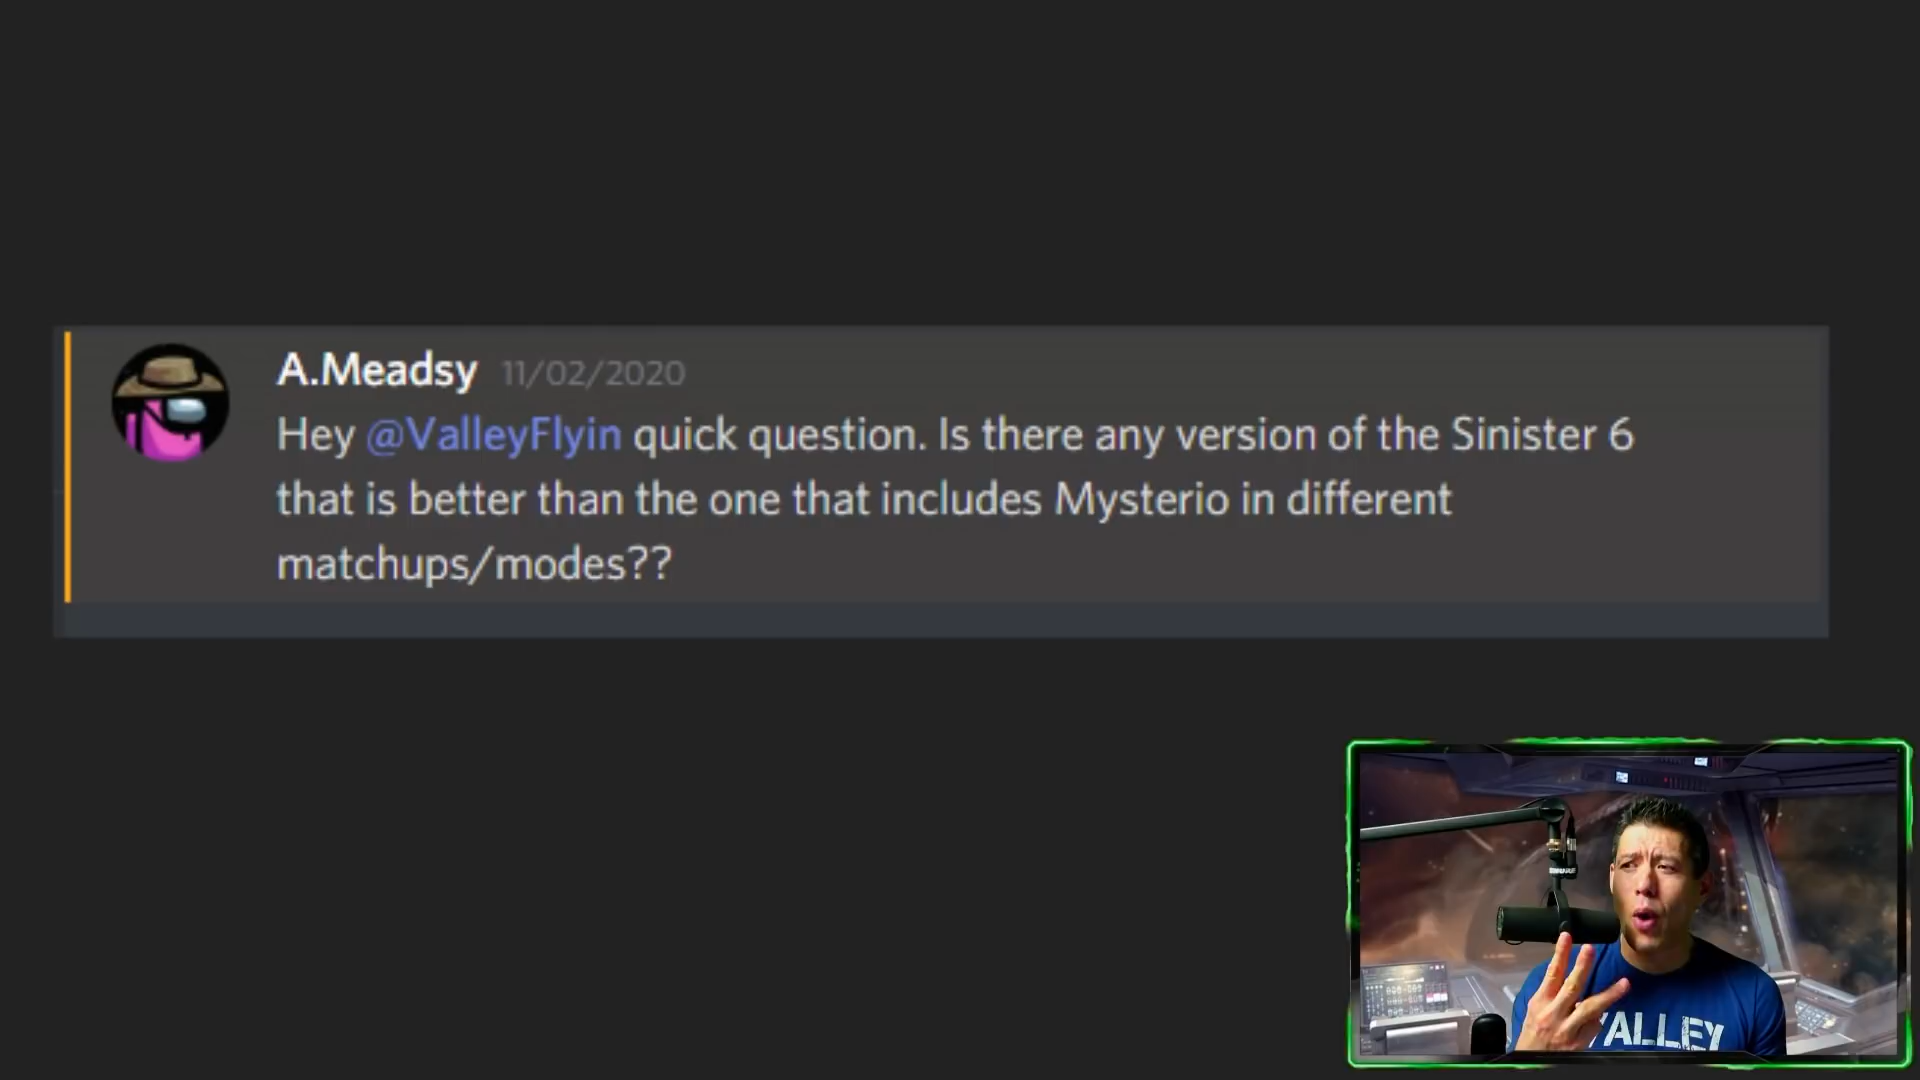 A.Meadsy 11/02/2020
Hey @ValleyFlyin quick question. Is there any version of the Sinister 6
that is better than the one that includes Mysterio in different
matchups/modes??
VALLEY